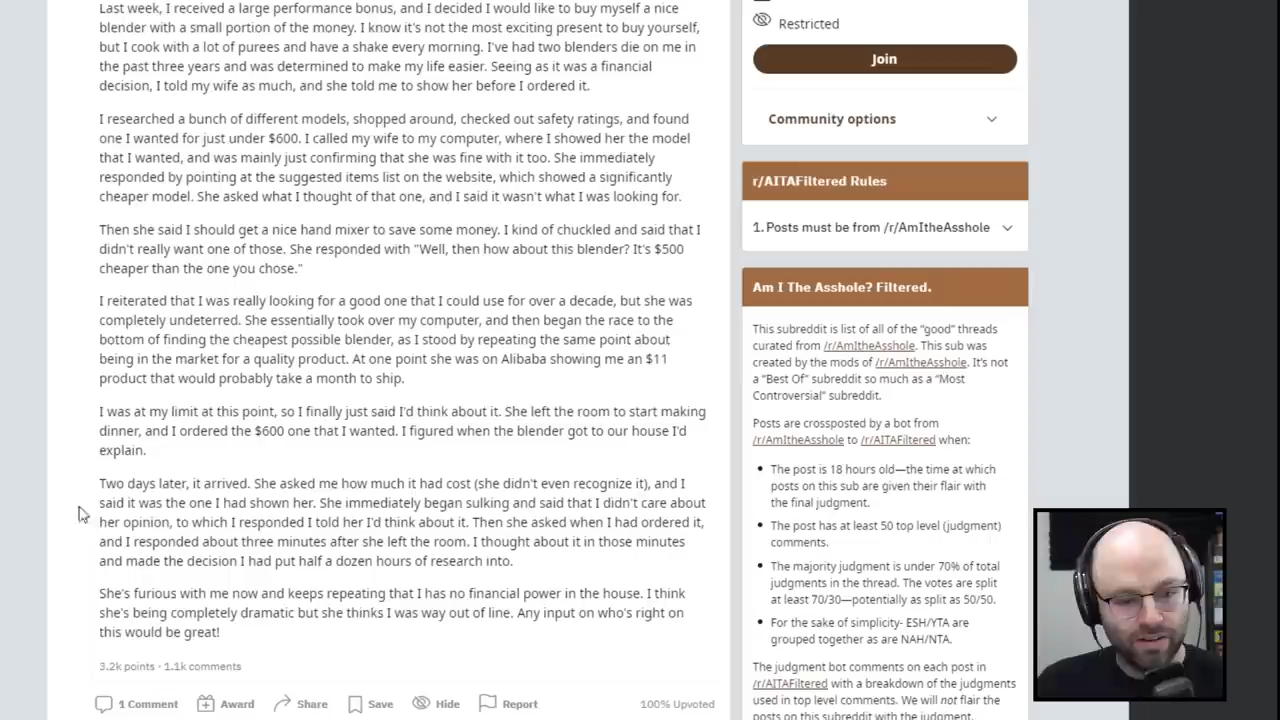 Last week, I received a large performance bonus, and I decided I would like to buy myself a nice
blender with a small portion of the money. I know it's not the most exciting present to buy yourself,
but I cook with a lot of purees and have a shake every morning. I've had two blenders die on me in
the past three years and was determined to make my life easier. Seeing as it was a financial
decision, I told my wife as much, and she told me to show her before I ordered it.
I researched a bunch of different models, shopped around, checked out safety ratings, and found
one I wanted for just under $600. I called my wife to my computer, where I showed her the model
that I wanted, and was mainly just confirming that she was fine with it too. She immediately
responded by pointing at the suggested items list on the website, which showed a significantly
cheaper model. She asked what I thought of that one, and I said it wasn't what I was looking for.
Then she said I should get a nice hand mixer to save some money. I kind of chuckled and said that I
didn't really want one of those. She responded with "Well, then how about this blender? It's $500
cheaper than the one you chose."
I reiterated that I was really looking for a good one that I could use for over a decade, but she was
completely undeterred. She essentially took over my computer, and then began the race to the
bottom of finding the cheapest possible blender, as I stood by repeating the same point about
being in the market for a quality product. At one point she was on Alibaba showing me an $11
product that would probably take a month to ship.
I was at my limit at this point, so I finally just said I'd think about it. She left the room to start making
dinner, and I ordered the $600 one that I wanted. I figured when the blender got to our house I'd
explain.
Two days later, it arrived. She asked me how much it had cost (she didn't even recognize it), and I
said it was the one I had shown her. She immediately began sulking and said that I didn't care about
her opinion, to which I responded I told her I'd think about it. Then she asked when I had ordered it,
and I responded about three minutes after she left the room. I thought about it in those minutes
and made the decision I had put half a dozen hours of research into.
She's furious with me now and keeps repeating that I has no financial power in the house. I think
she's being completely dramatic but she thinks I was way out of line. Any input on who's right on
this would be great!
3.2k points · 1.1k comments
1 Comment Award Share Save Hide Report 100% Upvoted
Restricted
Join
Community options
r/AITAFiltered Rules
1. Posts must be from /r/AmItheAsshole
Am I The Asshole? Filtered.
This subreddit is list of all of the "good" threads
curated from /r/AmItheAsshole. This sub was
created by the mods of /r/AmItheAsshole. It's not
a "Best Of" subreddit so much as a "Most
Controversial" subreddit.
Posts are crossposted by a bot from
/r/AmItheAsshole to /r/AITAFiltered when:
• The post is 18 hours old—the time at which
posts on this sub are given their flair with
the final judgment.
• The post has at least 50 top level (judgment)
comments.
• The majority judgment is under 70% of total
judgments in the thread. The votes are split
at least 70/30—potentially as split as 50/50.
• For the sake of simplicity- ESH/YTA are
grouped together as are NAH/NTA.
The judgment bot comments on each post in
/r/AITAFiltered with a breakdown of the judgments
used in top level comments. We will not flair the
posts on this subreddit with the judgment.